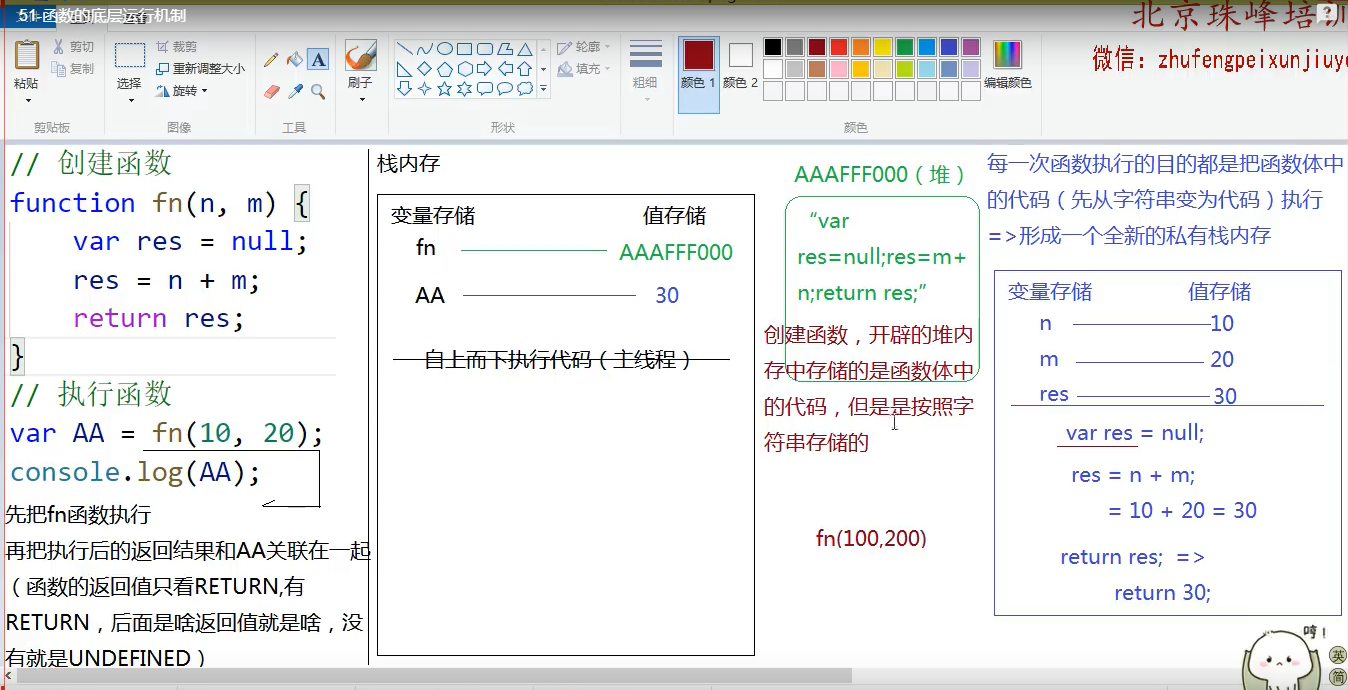 51-函数的底层运行机制
北京珠峰培训
微信：zhufengpeixunjiuye
粘贴
剪切
复制
剪贴板
选择
裁剪
重新调整大小
旋转
图像
A
工具
刷子
形状
轮廓
填充
粗细
颜色 1
颜色 2
编辑颜色
颜色
// 创建函数
function fn(n, m) {
var res = null;
res = n + m;
return res;
}
// 执行函数
var AA = fn(10, 20);
console.log(AA);
先把fn函数执行
再把执行后的返回结果和AA关联在一起
（函数的返回值只看RETURN,有
RETURN，后面是啥返回值就是啥，没
有就是UNDEFINED）
栈内存
变量存储 值存储
fn AAAFFF000
AA 30
自上而下执行代码（主线程）
AAAFFF000（堆）
“var
res=null;res=m+
n;return res;”
创建函数，开辟的堆内
存中存储的是函数体中
的代码，但是是按照字
符串存储的
fn(100,200)
每一次函数执行的目的都是把函数体中
的代码（先从字符串变为代码）执行
=>形成一个全新的私有栈内存
变量存储 值存储
n 10
m 20
res 30
var res = null;
res = n + m;
= 10 + 20 = 30
return res; =>
return 30;
哼！
英
简